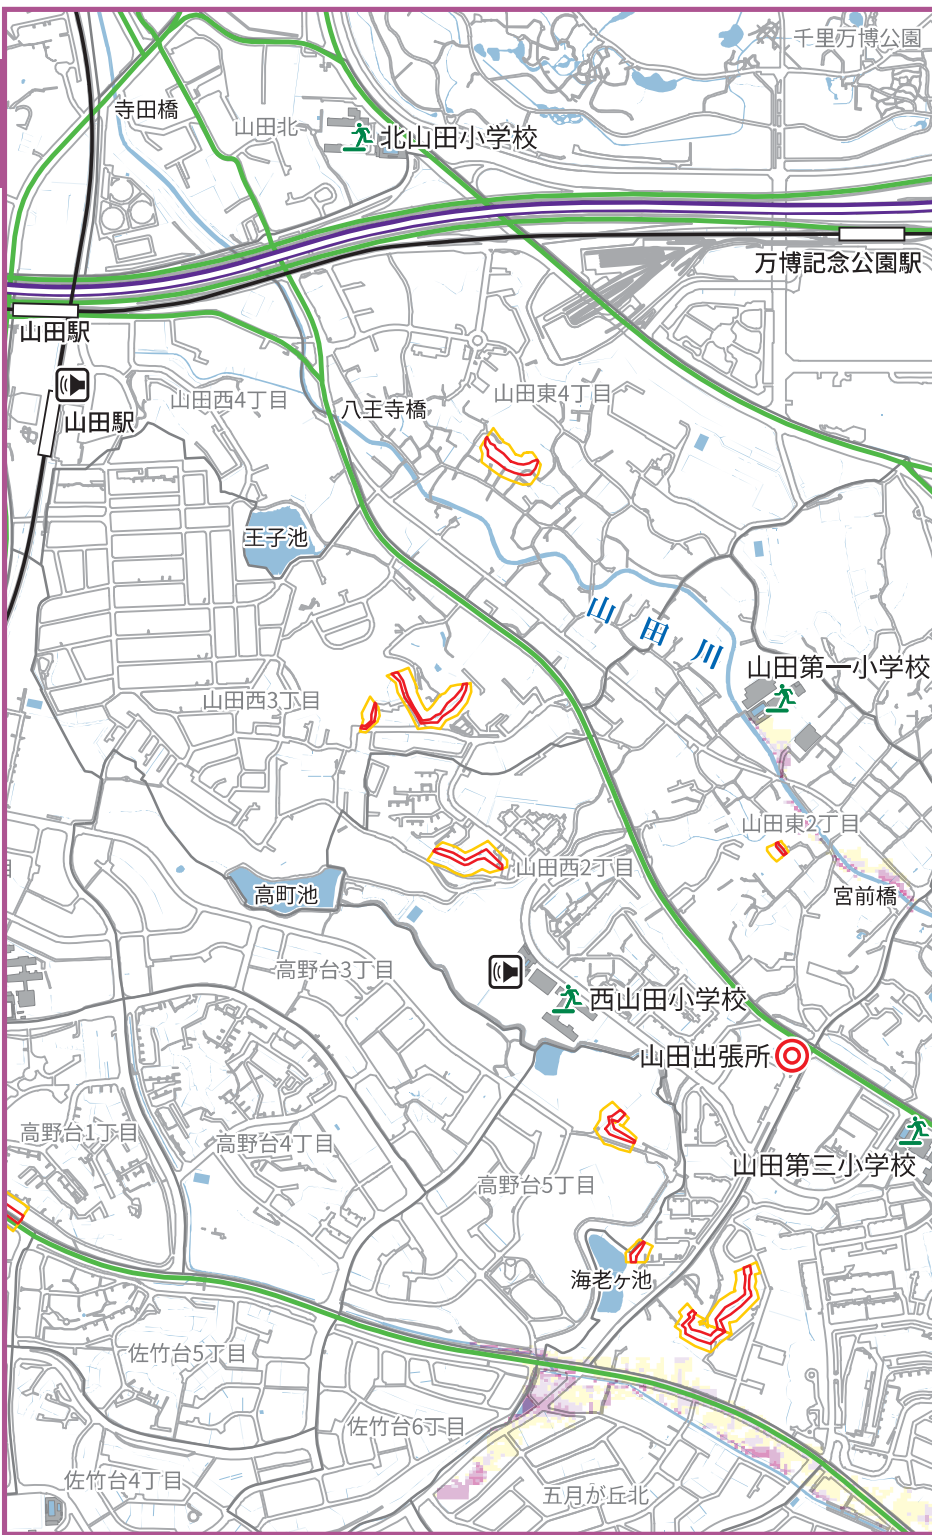 千里万博公園
寺田橋
山田北
北山田小学校
万博記念公園駅
山田駅
山田駅
山田西4丁目
八王寺橋
山田東4丁目
王子池
山田川
山田第一小学校
山田西3丁目
山田東2丁目
山田西2丁目
目
高町池
宮前橋
高野台3丁目
西山田小学校
山田出張所
高野台1丁目
高野台4丁目
山田第三小学校
高野台5丁目
海老ヶ池
佐竹台5丁目
佐竹台6丁目
佐竹台4丁目
五月が丘北